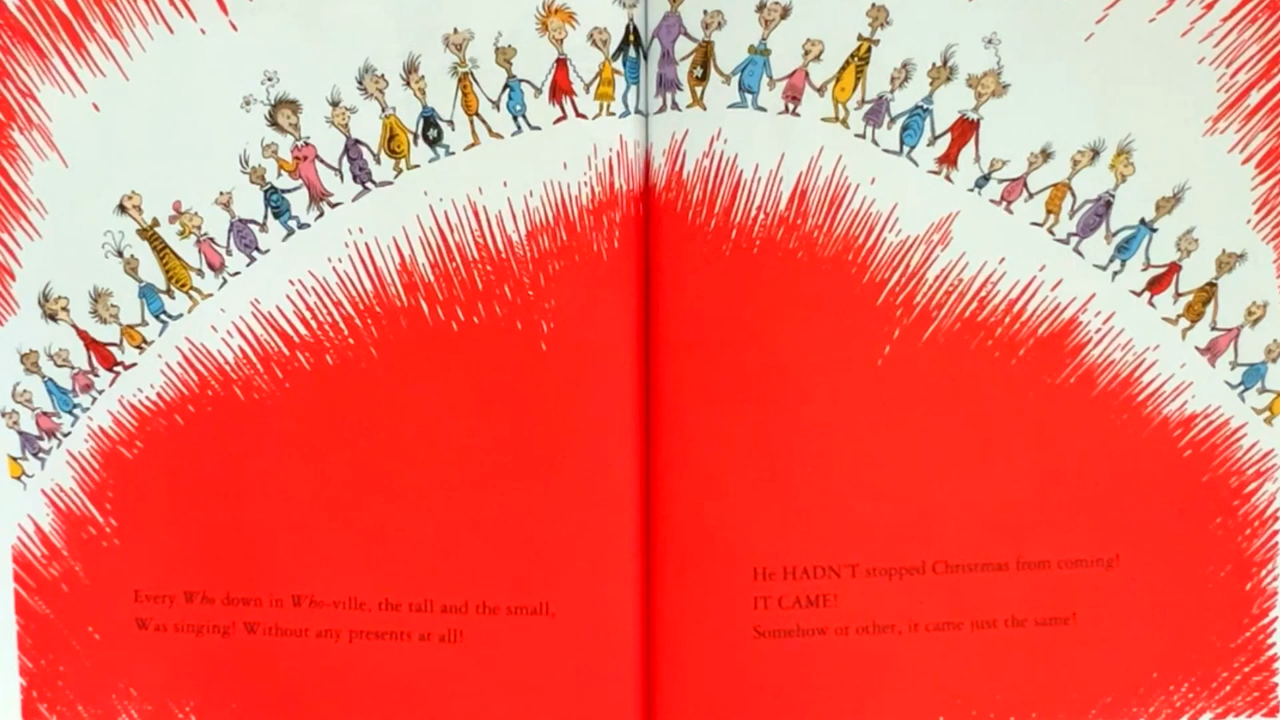 Every Who down in Who-ville, the tall and the small,
Was singing! Without any presents at all!
He HADN'T stopped Christmas from coming!
IT CAME!
Somehow or other, it came just the same!